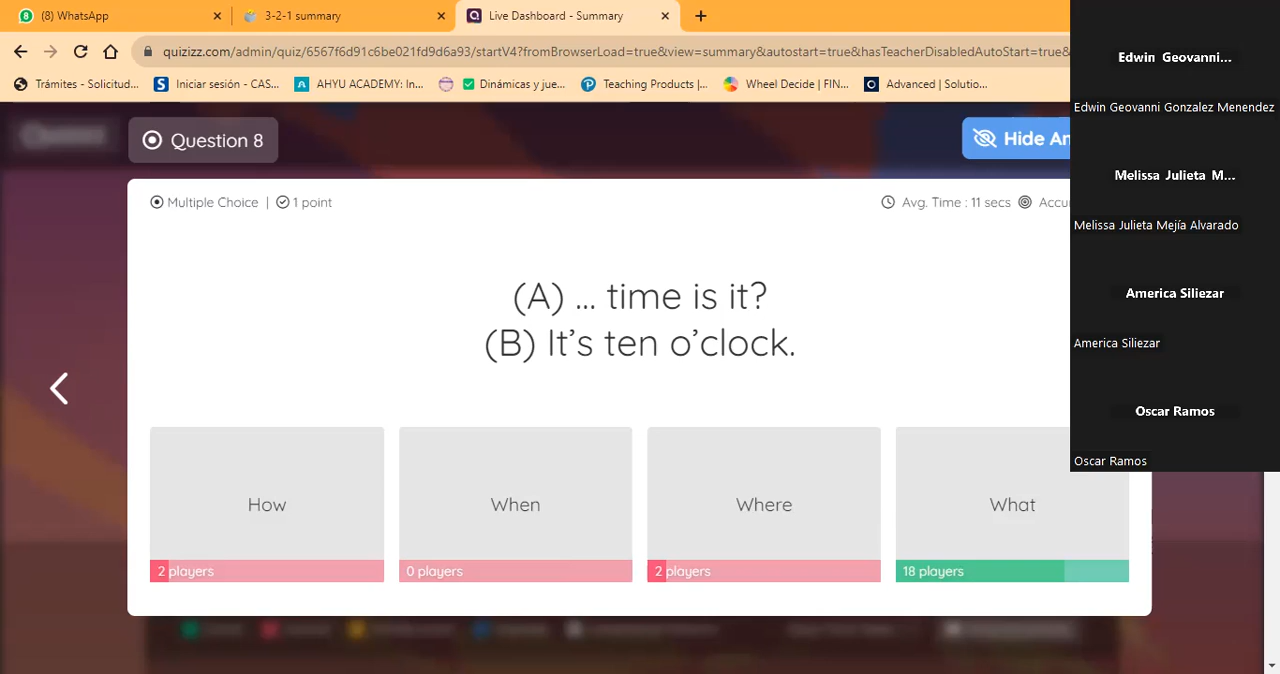 8
(8) WhatsApp
3-2-1 summary
Live Dashboard - Summary
quizizz.com/admin/quiz/6567f6d91c6be021fd9d6a93/startV4?fromBrowserLoad=true&view=summary&autostart=true&hasTeacherDisabledAutoStart=true&
Trámites - Solicitud...
Iniciar sesión - CAS...
AHYU ACADEMY: In...
Dinámicas y jue...
Teaching Products |...
Wheel Decide | FIN...
Advanced | Solutio...
Question 8
Hide An
Multiple Choice | 1 point
Avg. Time : 11 secs
Accu
(A) ... time is it?
(B) It’s ten o’clock.
How
When
Where
What
2 players
0 players
2 players
18 players
Edwin Geovanni...
Edwin Geovanni Gonzalez Menendez
Melissa Julieta M...
Melissa Julieta Mejía Alvarado
America Siliezar
America Siliezar
Oscar Ramos
Oscar Ramos